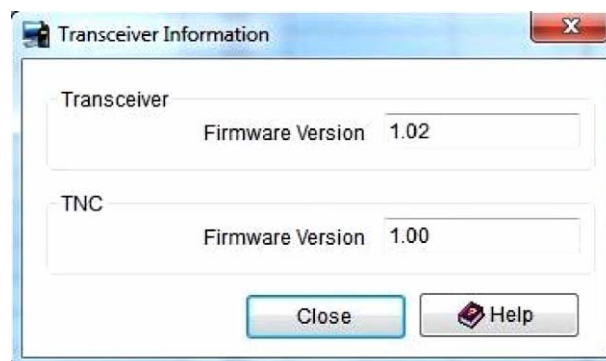 Transceiver Information
Transceiver
Firmware Version 1.02
TNC
Firmware Version 1.00
Close Help